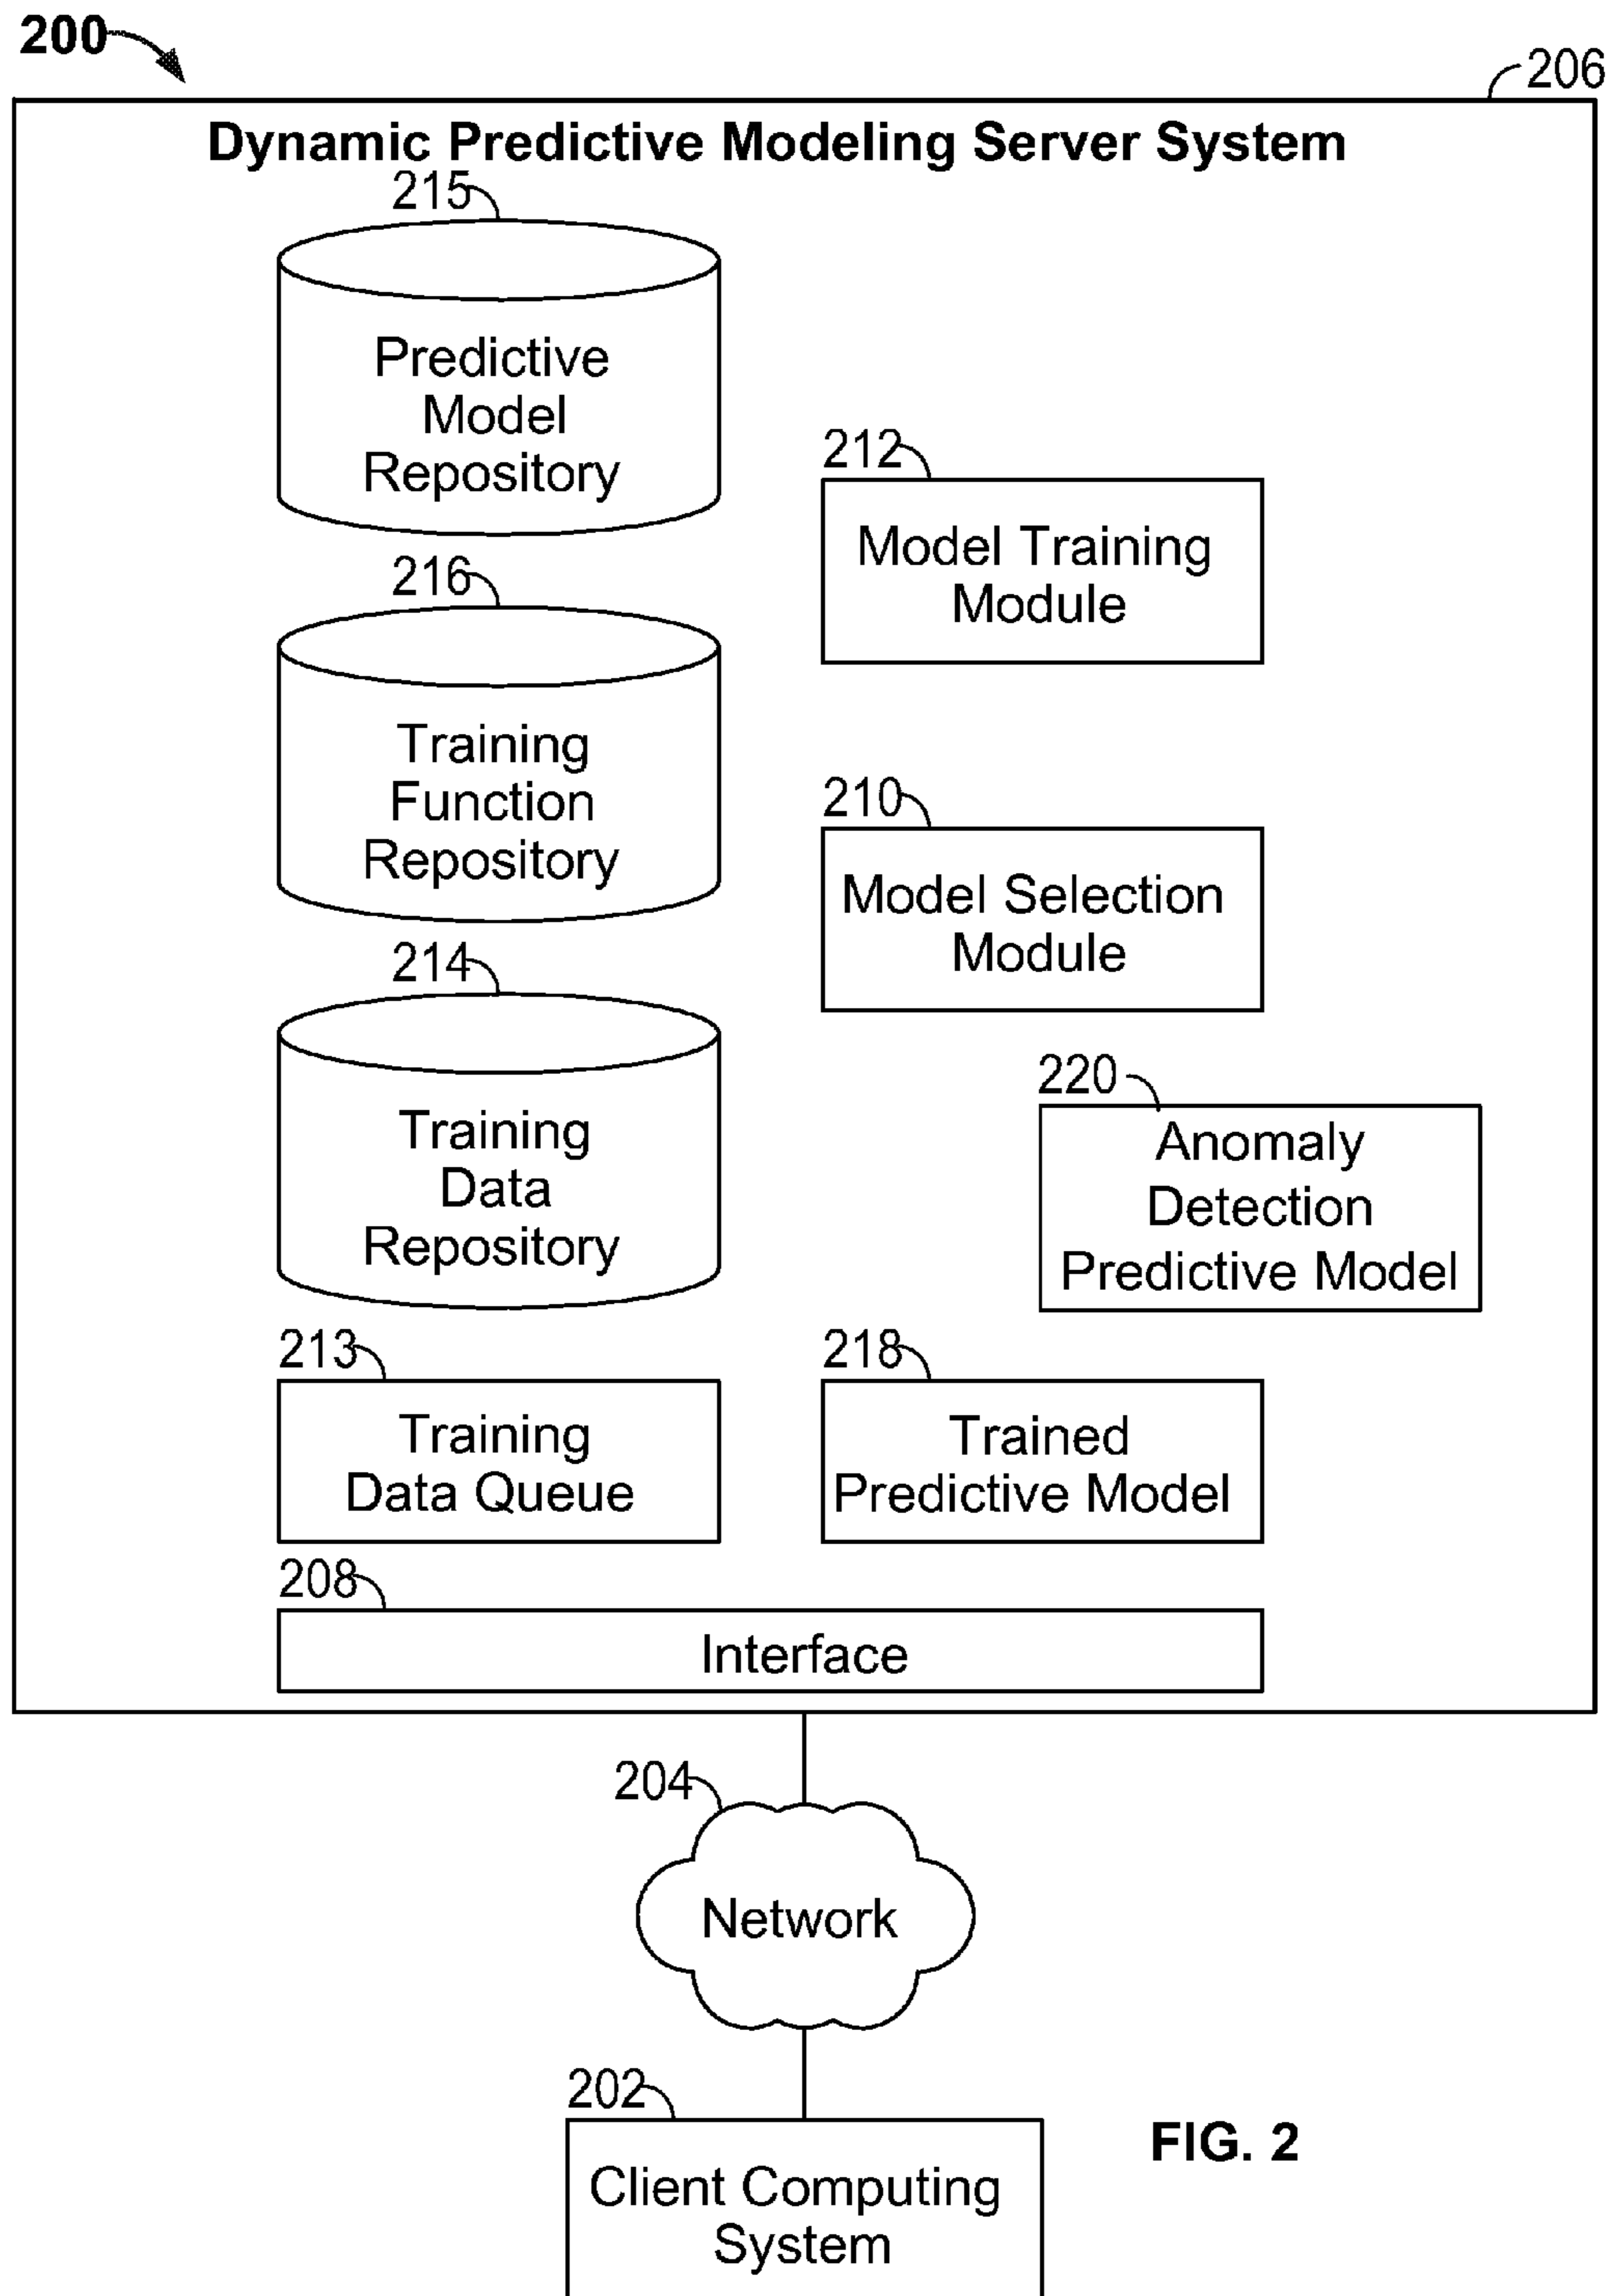 200
206
Dynamic Predictive Modeling Server System
215
Predictive
Model
Repository
212
Model Training
Module
216
Training
Function
Repository
210
Model Selection
Module
214
Training
Data
Repository
220
Anomaly
Detection
Predictive Model
213
Training
Data Queue
218
Trained
Predictive Model
208
Interface
204
Network
202
Client Computing
System
FIG. 2